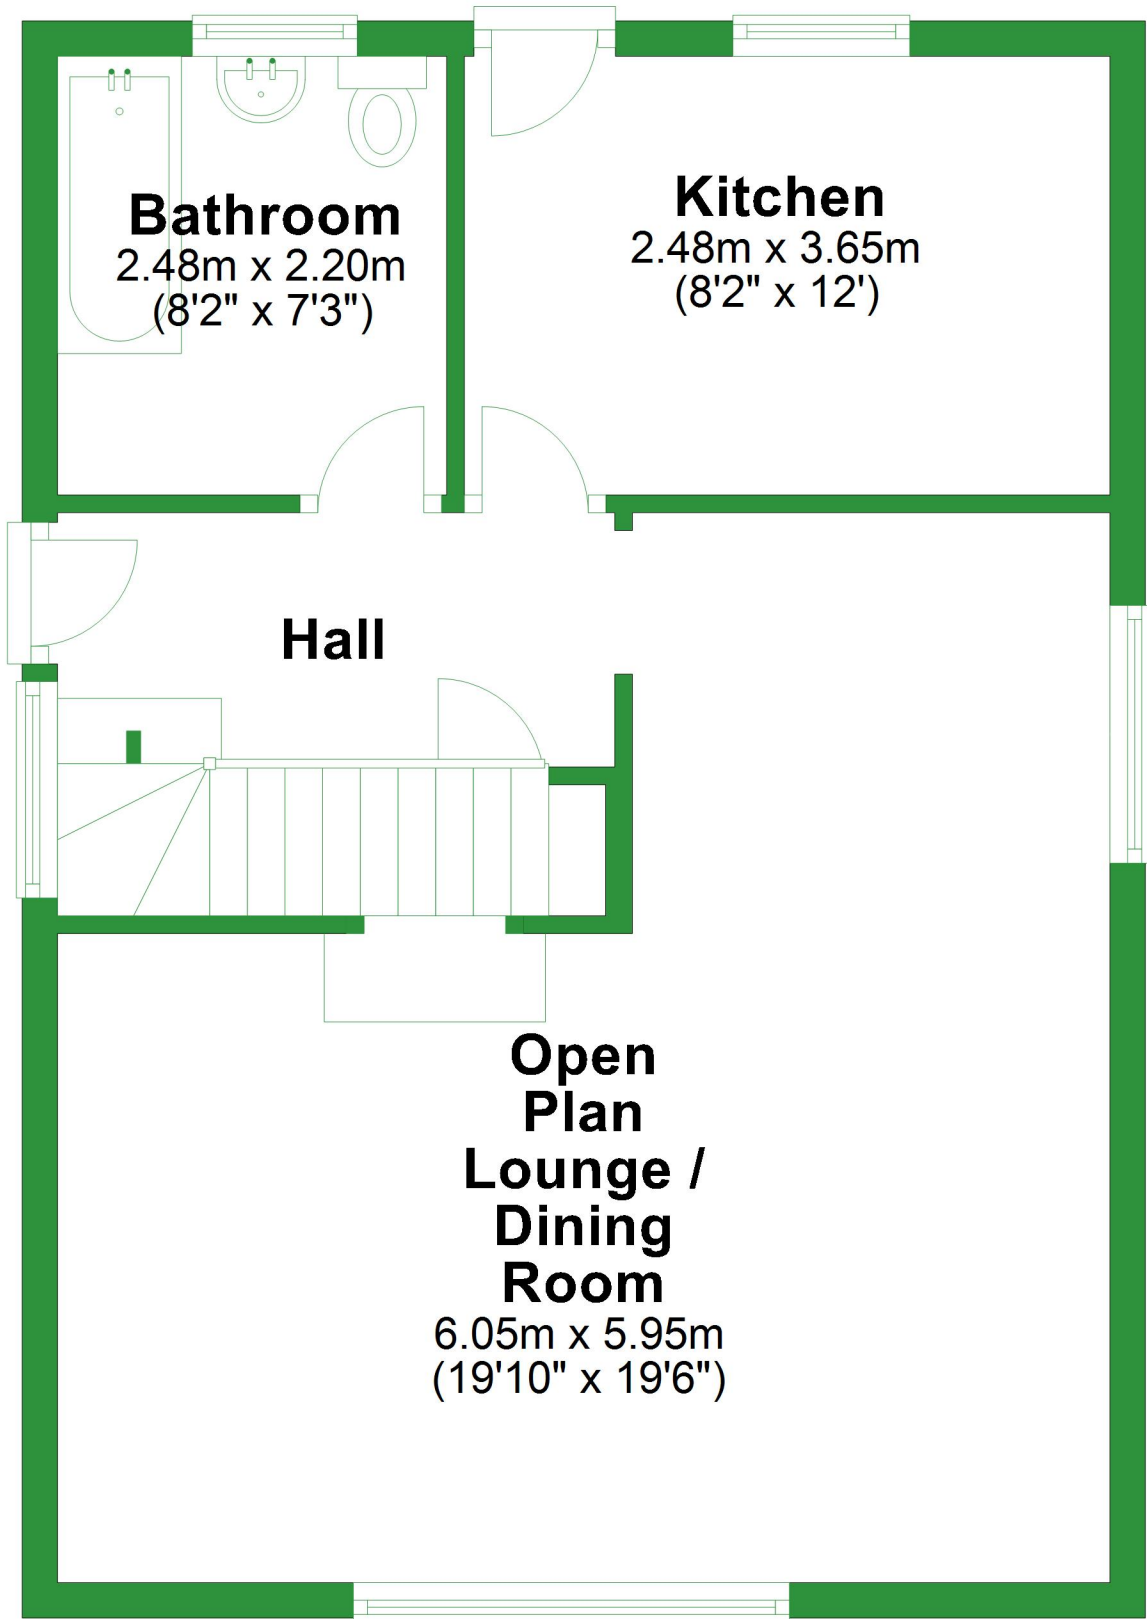 Bathroom
2.48m x 2.20m
(8'2" x 7'3")
Kitchen
2.48m x 3.65m
(8'2" x 12')
Hall
Open
Plan
Lounge /
Dining
Room
6.05m x 5.95m
(19'10" x 19'6")